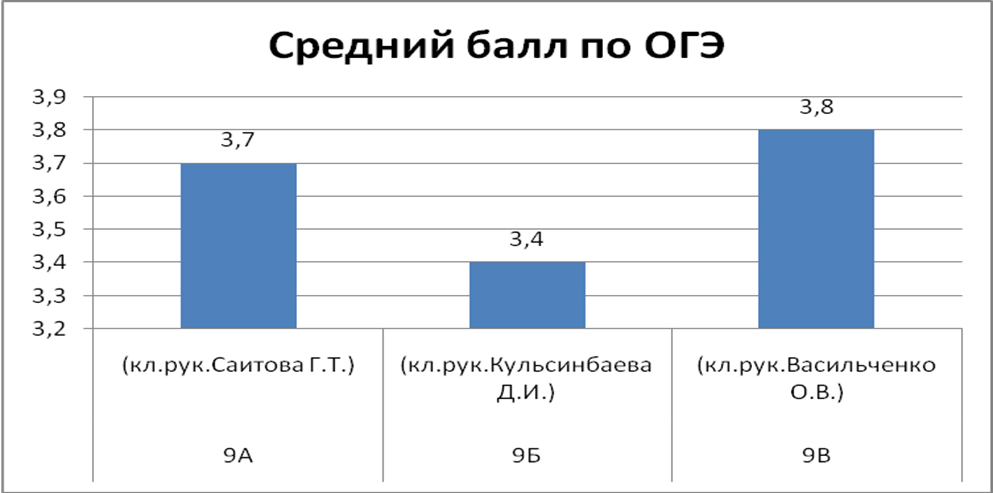 Средний балл по ОГЭ
3,9
3,8
3,7
3,6
3,5
3,4
3,3
3,2
3,7
3,4
3,8
(кл.рук.Саитова Г.Т.)
(кл.рук.Кульсинбаева
Д.И.)
(кл.рук.Васильченко
О.В.)
9А
9Б
9В